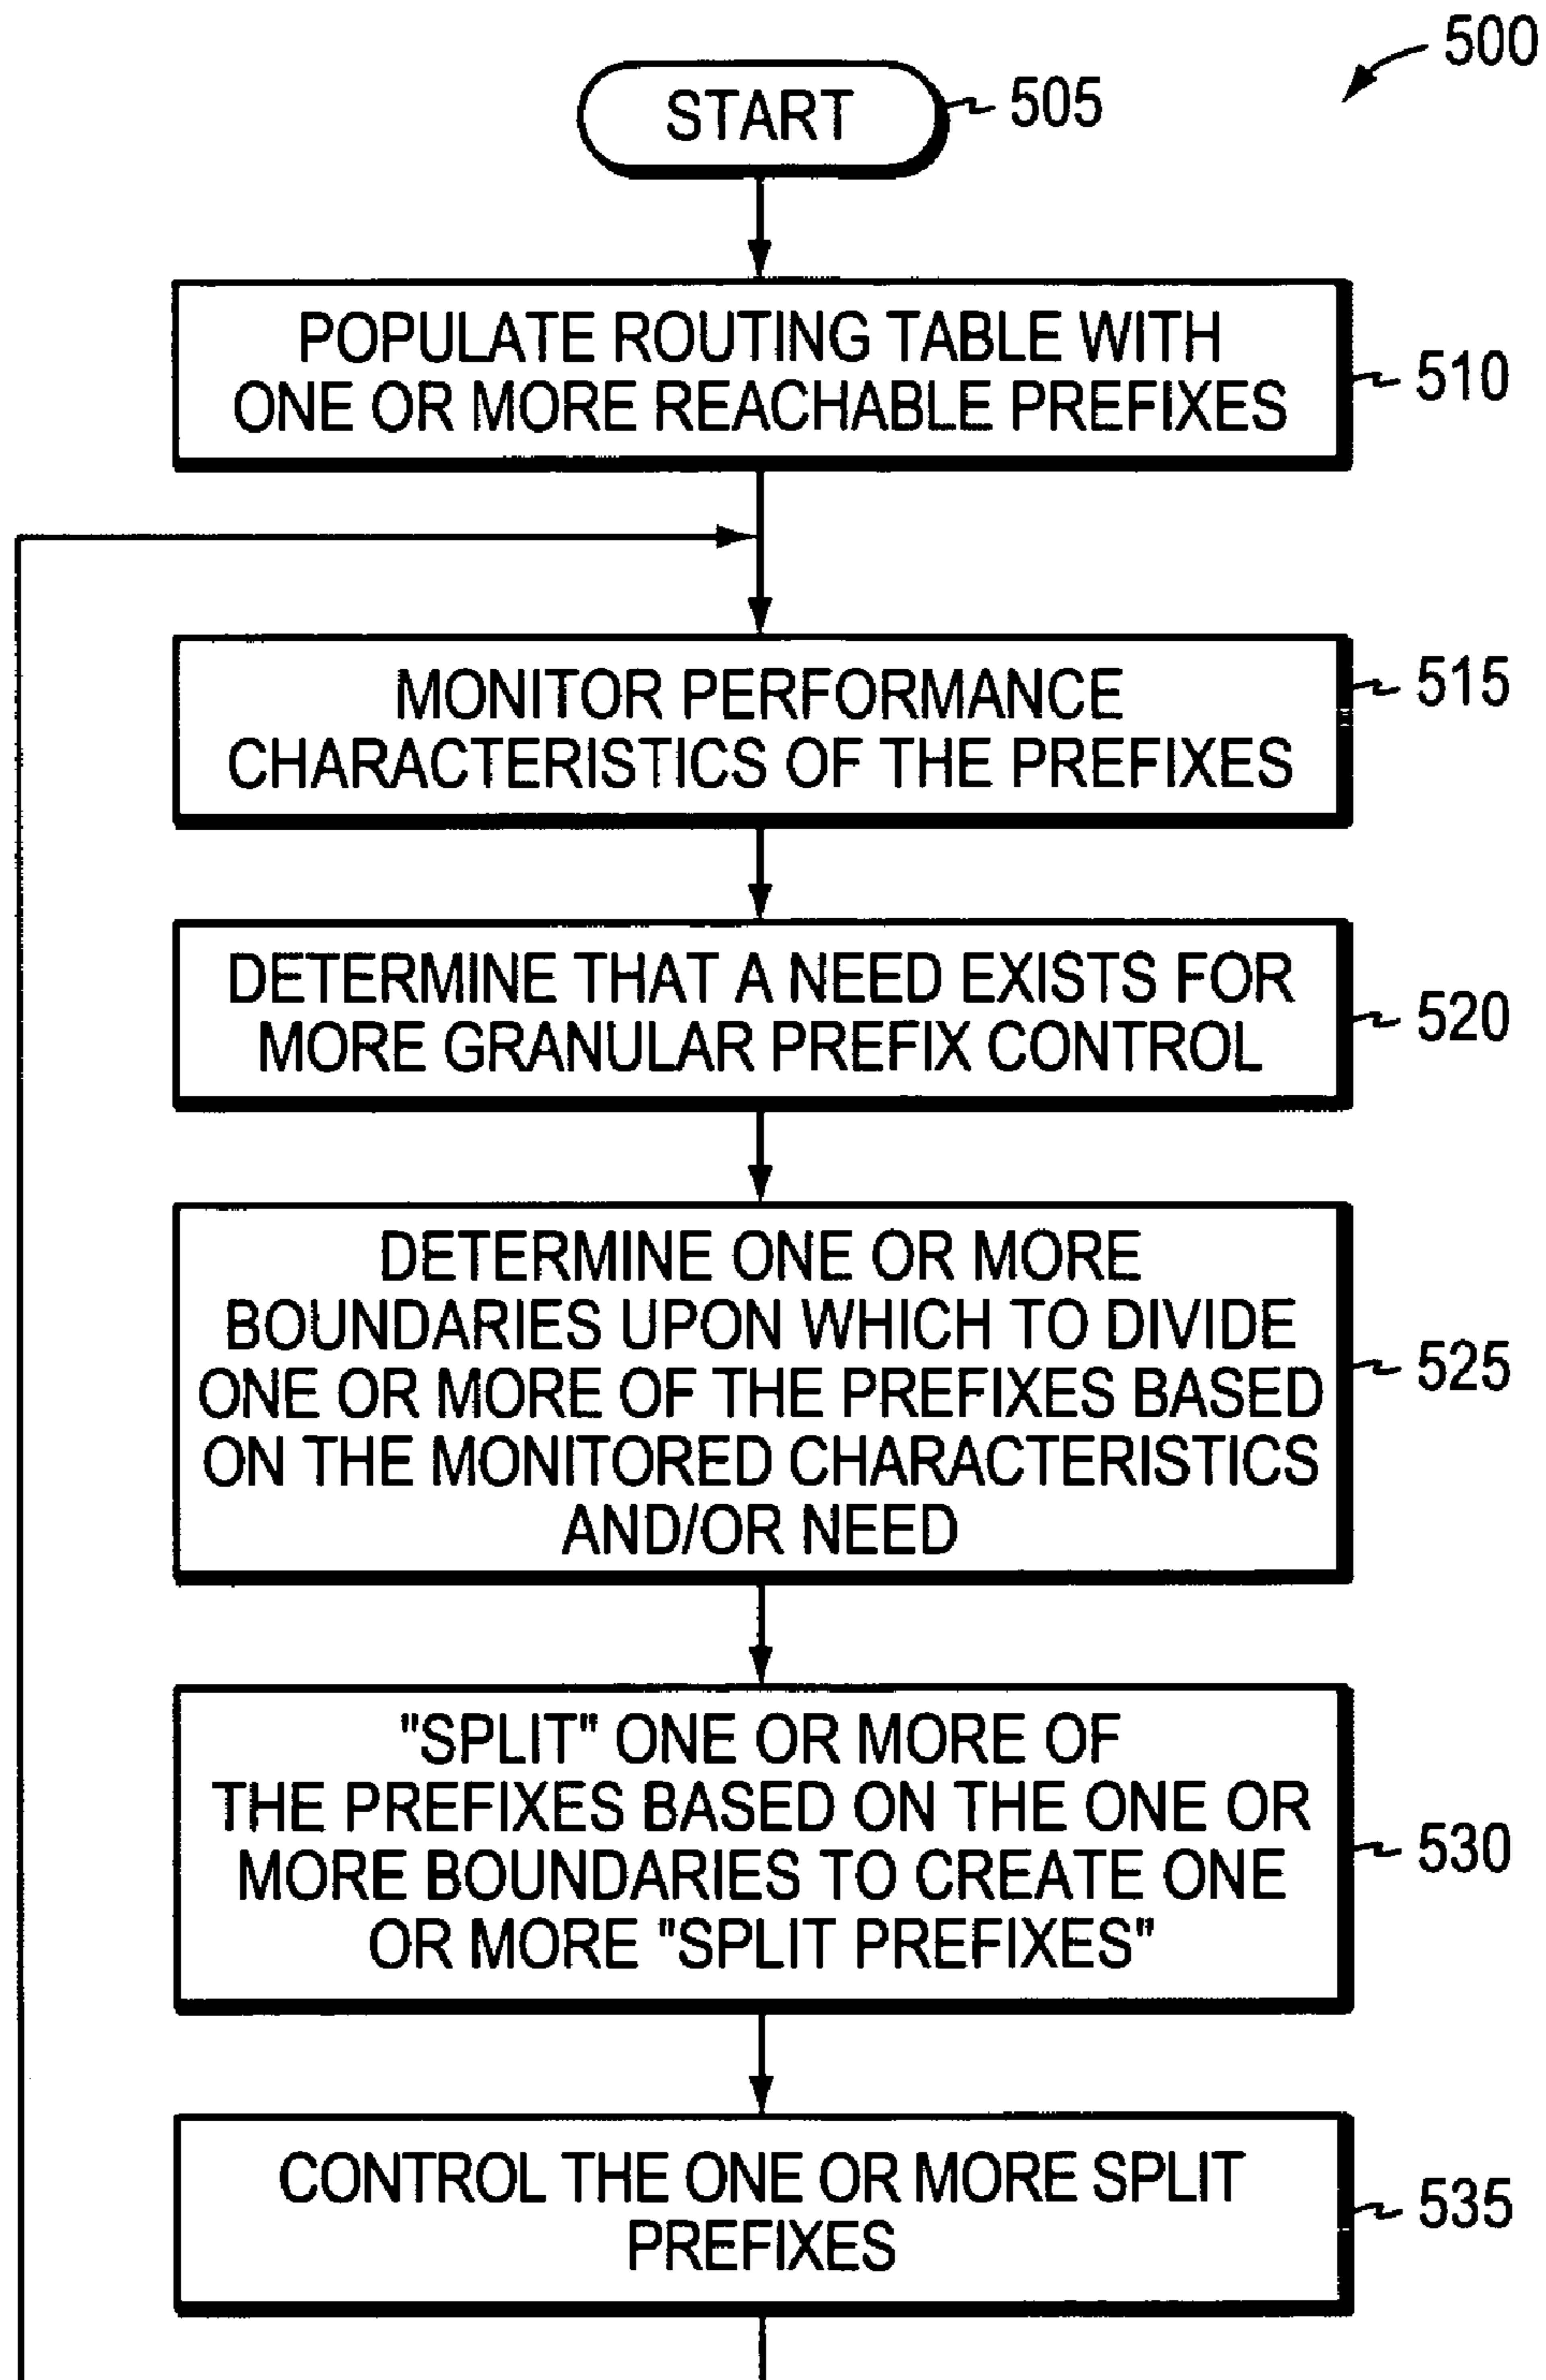 500
START
505
POPULATE ROUTING TABLE WITH
ONE OR MORE REACHABLE PREFIXES
510
MONITOR PERFORMANCE
CHARACTERISTICS OF THE PREFIXES
515
DETERMINE THAT A NEED EXISTS FOR
MORE GRANULAR PREFIX CONTROL
520
DETERMINE ONE OR MORE
BOUNDARIES UPON WHICH TO DIVIDE
ONE OR MORE OF THE PREFIXES BASED
ON THE MONITORED CHARACTERISTICS
AND/OR NEED
525
"SPLIT" ONE OR MORE OF
THE PREFIXES BASED ON THE ONE OR
MORE BOUNDARIES TO CREATE ONE
OR MORE "SPLIT PREFIXES"
530
CONTROL THE ONE OR MORE SPLIT
PREFIXES
535